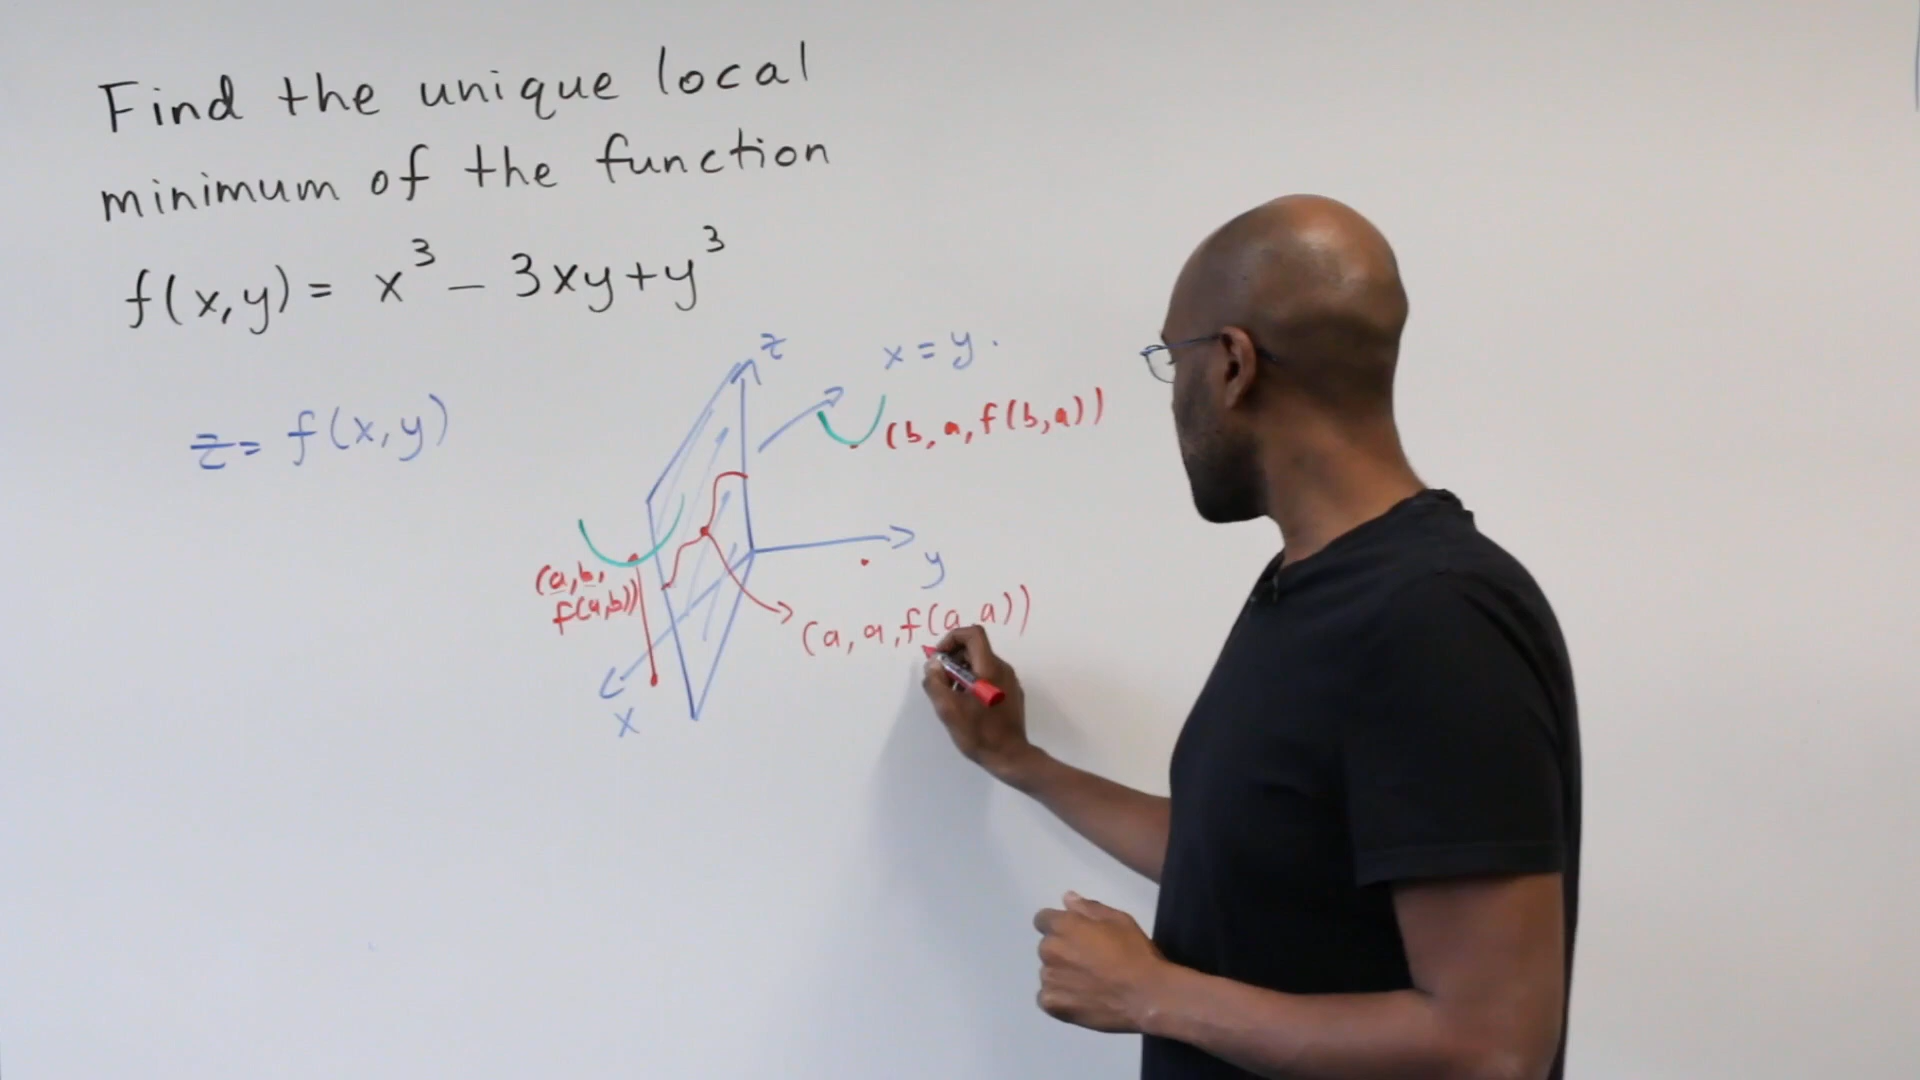 Find the unique local
minimum of the function
f(x,y) = x³ - 3xy + y³
z = f(x,y)
z
x = y.
(b, a, f(b,a))
y
(a, b,
f(a,b))
(a, a, f(a,a))
x